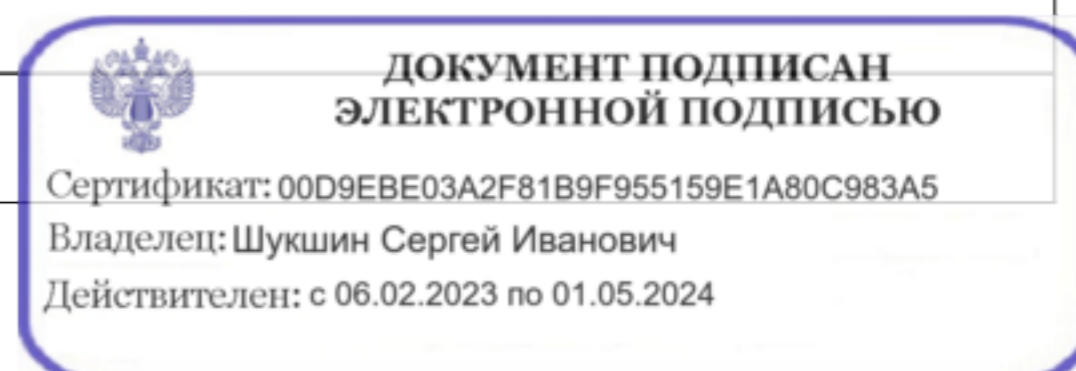 ДОКУМЕНТ ПОДПИСАН
ЭЛЕКТРОННОЙ ПОДПИСЬЮ
Сертификат: 00D9EBE03A2F81B9F955159E1A80C983A5
Владелец: Шукшин Сергей Иванович
Действителен: с 06.02.2023 по 01.05.2024